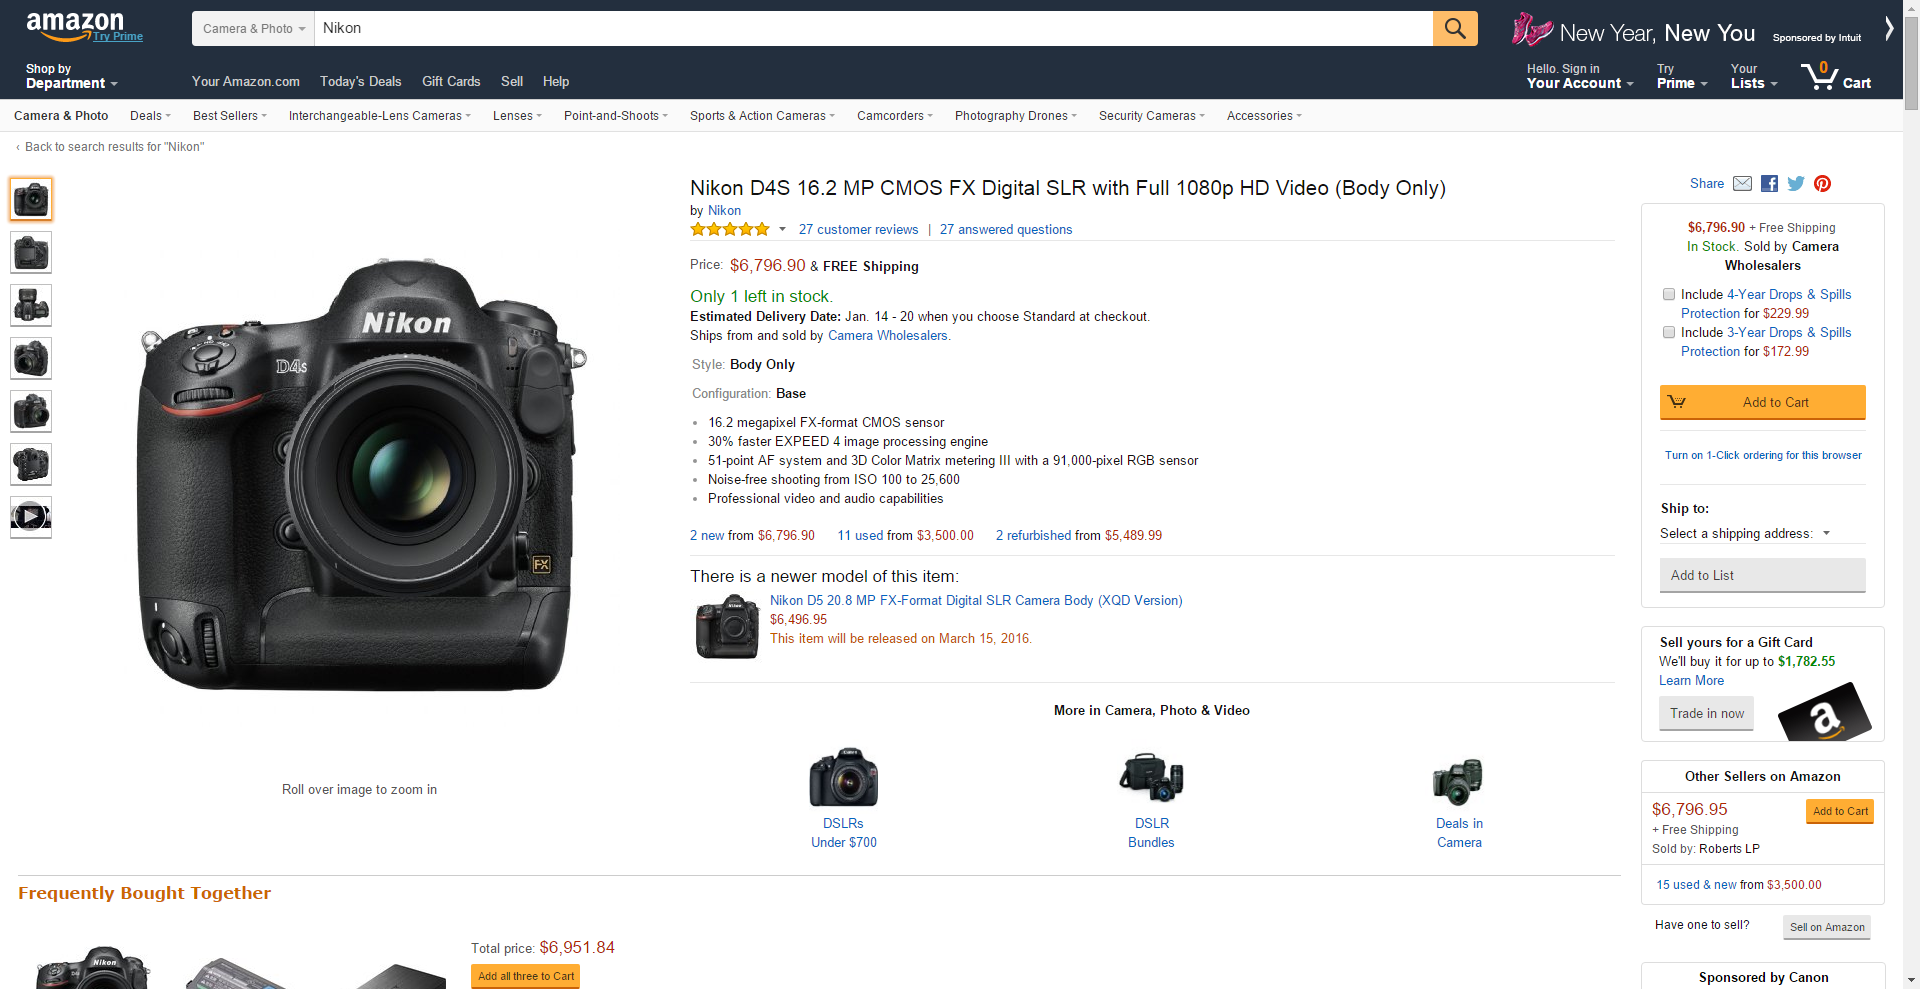 amazon
Try Prime
Camera & Photo
Nikon
New Year, New You
Sponsored by Intuit
Shop by
Department
Your Amazon.com
Today's Deals
Gift Cards
Sell
Help
Hello. Sign in
Your Account
Try
Prime
Your
Lists
0
Cart
Camera & Photo
Deals
Best Sellers
Interchangeable-Lens Cameras
Lenses
Point-and-Shoots
Sports & Action Cameras
Camcorders
Photography Drones
Security Cameras
Accessories
‹ Back to search results for "Nikon"
Nikon
D4s
FX
Roll over image to zoom in
Nikon D4S 16.2 MP CMOS FX Digital SLR with Full 1080p HD Video (Body Only)
by Nikon
27 customer reviews | 27 answered questions
Price: $6,796.90 & FREE Shipping
Only 1 left in stock.
Estimated Delivery Date: Jan. 14 - 20 when you choose Standard at checkout.
Ships from and sold by Camera Wholesalers.
Style: Body Only
Configuration: Base
• 16.2 megapixel FX-format CMOS sensor
• 30% faster EXPEED 4 image processing engine
• 51-point AF system and 3D Color Matrix metering III with a 91,000-pixel RGB sensor
• Noise-free shooting from ISO 100 to 25,600
• Professional video and audio capabilities
2 new from $6,796.90
11 used from $3,500.00
2 refurbished from $5,489.99
There is a newer model of this item:
Nikon D5 20.8 MP FX-Format Digital SLR Camera Body (XQD Version)
$6,496.95
This item will be released on March 15, 2016.
More in Camera, Photo & Video
DSLRs
Under $700
DSLR
Bundles
Deals in
Camera
Share
$6,796.90 + Free Shipping
In Stock. Sold by Camera
Wholesalers
Include 4-Year Drops & Spills
Protection for $229.99
Include 3-Year Drops & Spills
Protection for $172.99
Add to Cart
Turn on 1-Click ordering for this browser
Ship to:
Select a shipping address:
Add to List
Sell yours for a Gift Card
We'll buy it for up to $1,782.55
Learn More
Trade in now
a
Other Sellers on Amazon
$6,796.95
Add to Cart
+ Free Shipping
Sold by: Roberts LP
15 used & new from $3,500.00
Have one to sell?
Sell on Amazon
Sponsored by Canon
Frequently Bought Together
Nikon
Total price: $6,951.84
Add all three to Cart